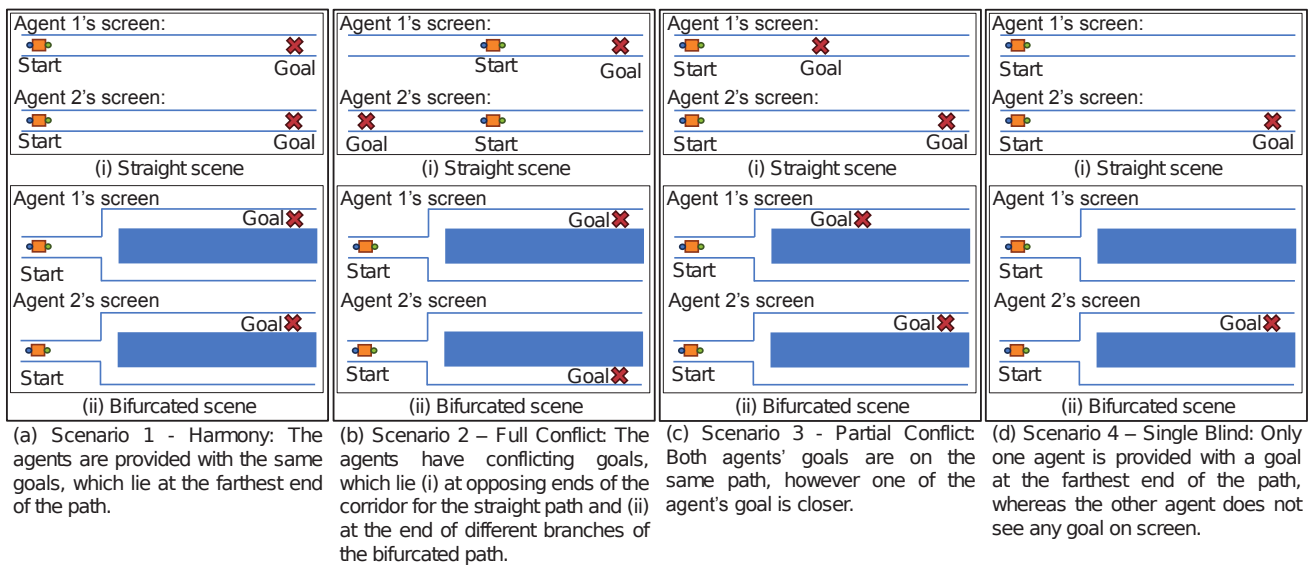 Agent 1's screen:
Start
Goal
Agent 2's screen:
Start
Goal
(i) Straight scene
Agent 1's screen
Goal
Start
Agent 2's screen
Goal
Start
(ii) Bifurcated scene
(a) Scenario 1 - Harmony: The
agents are provided with the same
goals, which lie at the farthest end
of the path.
Agent 1's screen:
Start
Goal
Agent 2's screen:
Goal
Start
(i) Straight scene
Agent 1's screen
Goal
Start
Agent 2's screen
Start
Goal
(ii) Bifurcated scene
(b) Scenario 2 – Full Conflict: The
agents have conflicting goals,
which lie (i) at opposing ends of the
corridor for the straight path and (ii)
at the end of different branches of
the bifurcated path.
Agent 1's screen:
Start
Goal
Agent 2's screen:
Start
Goal
(i) Straight scene
Agent 1's screen
Goal
Start
Agent 2's screen
Goal
Start
(ii) Bifurcated scene
(c) Scenario 3 - Partial Conflict:
Both agents' goals are on the
same path, however one of the
agent's goal is closer.
Agent 1's screen:
Start
Agent 2's screen:
Start
Goal
(i) Straight scene
Agent 1's screen
Start
Agent 2's screen
Goal
Start
(ii) Bifurcated scene
(d) Scenario 4 – Single Blind: Only
one agent is provided with a goal
at the farthest end of the path,
whereas the other agent does not
see any goal on screen.